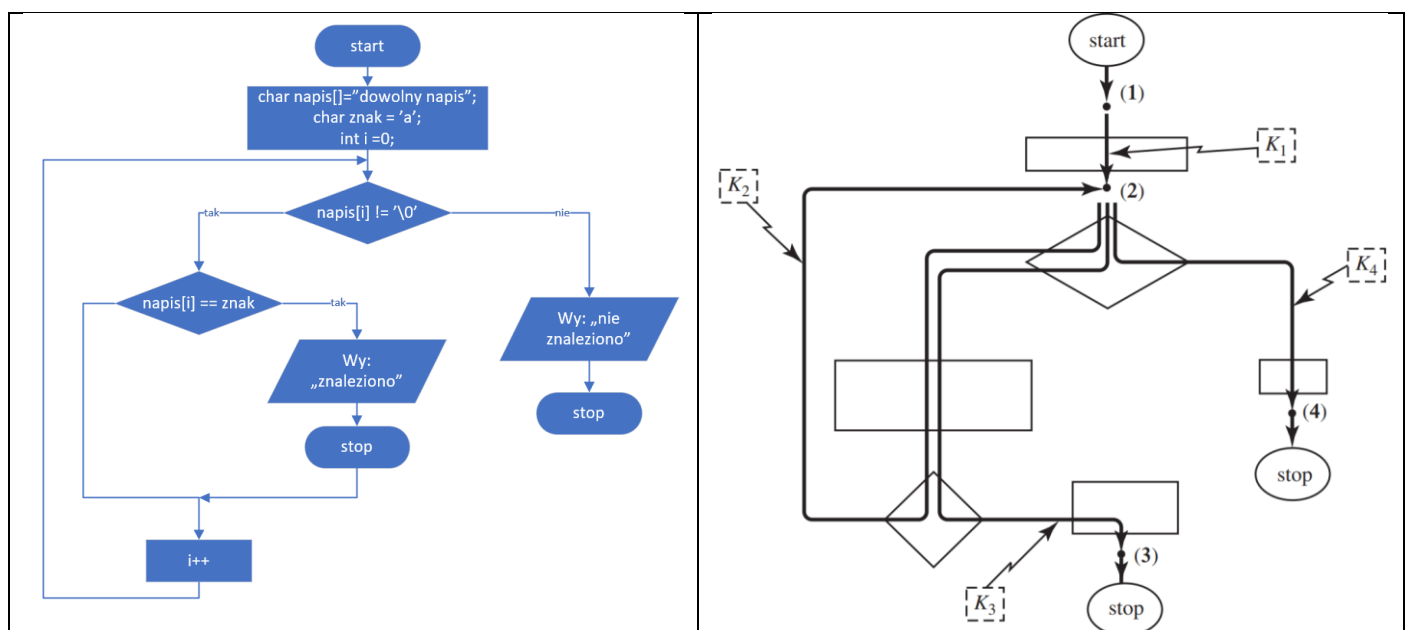 start
char napis[]=”dowolny napis”;
char znak = ’a’;
int i =0;
napis[i] != ’\0’
tak
nie
napis[i] == znak
tak
Wy: „nie
znaleziono”
Wy:
„znaleziono”
stop
stop
i++
start
(1)
K1
K2
(2)
K4
(4)
stop
(3)
K3
stop